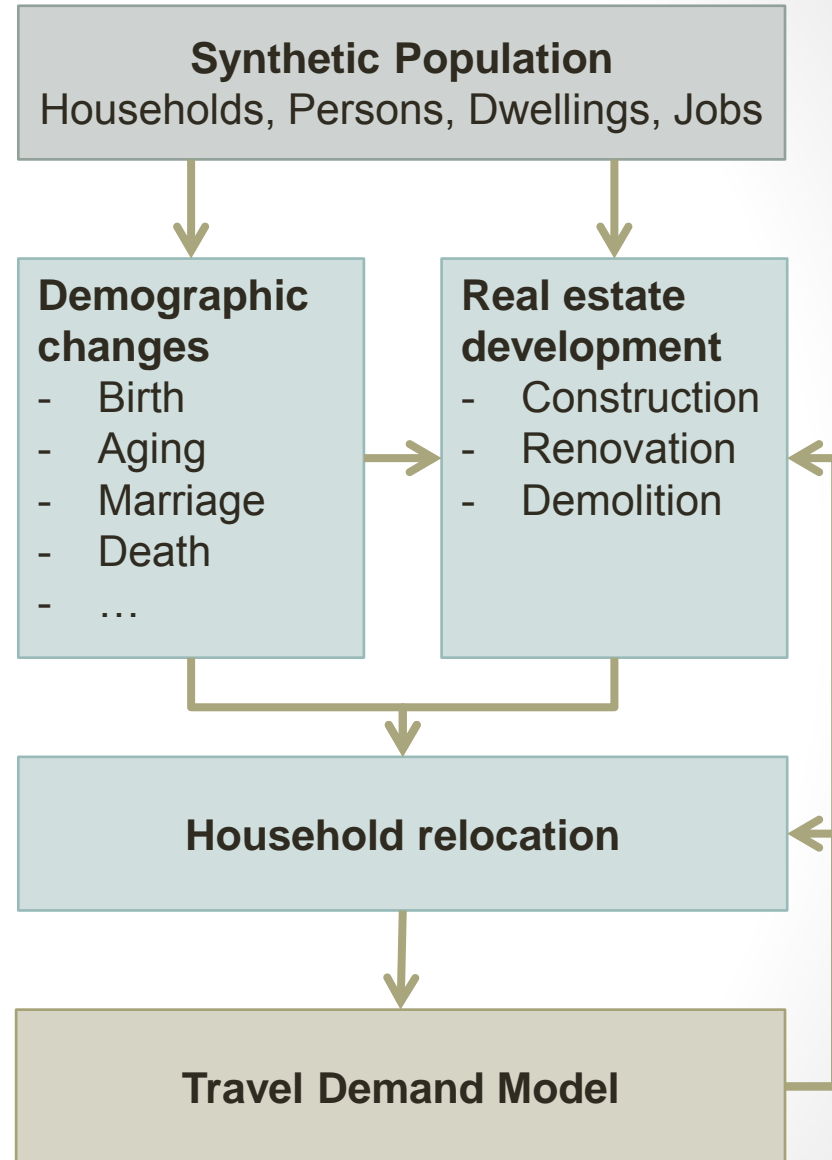 Synthetic Population
Households, Persons, Dwellings, Jobs
Demographic
changes
- Birth
- Aging
- Marriage
- Death
- …
Real estate
development
- Construction
- Renovation
- Demolition
Household relocation
Travel Demand Model